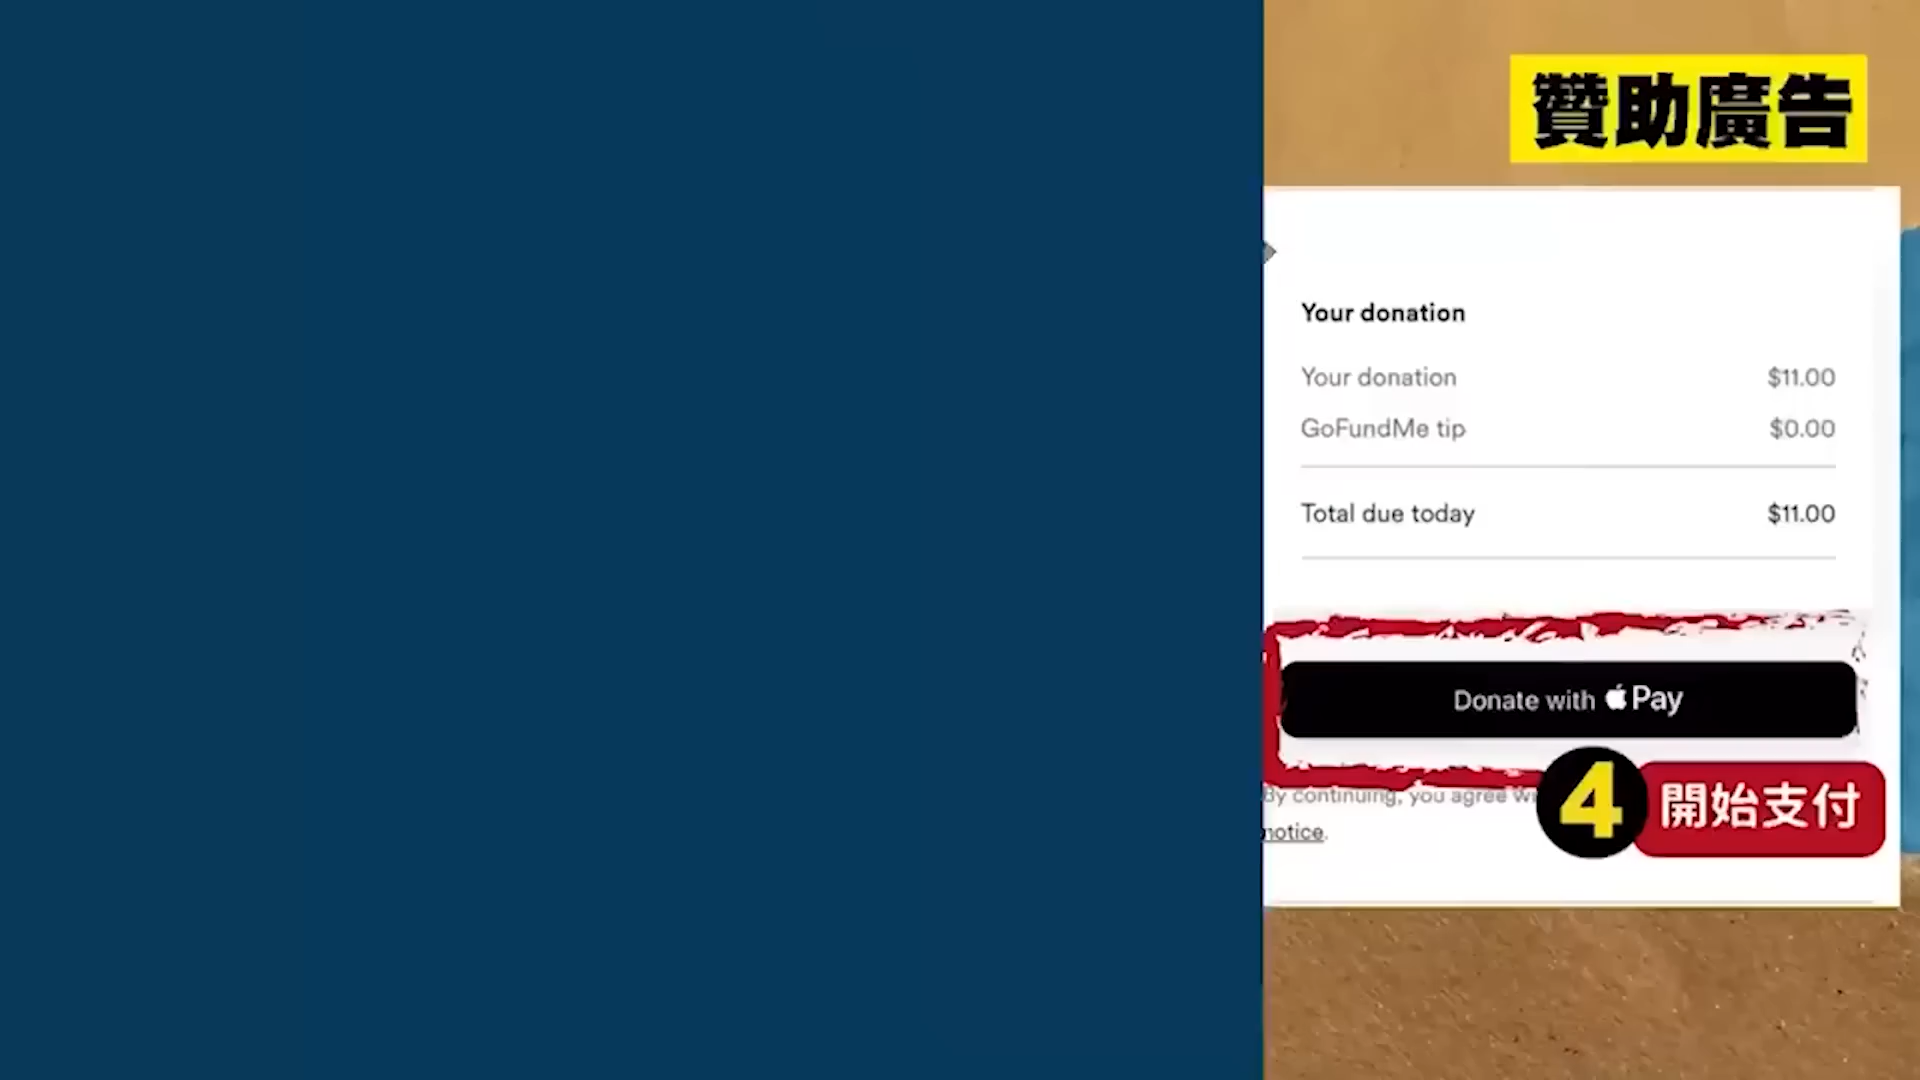 贊助廣告
Your donation
Your donation $11.00
GoFundMe tip $0.00
Total due today $11.00
Donate with Pay
By continuing, you agree
notice.
4 開始支付